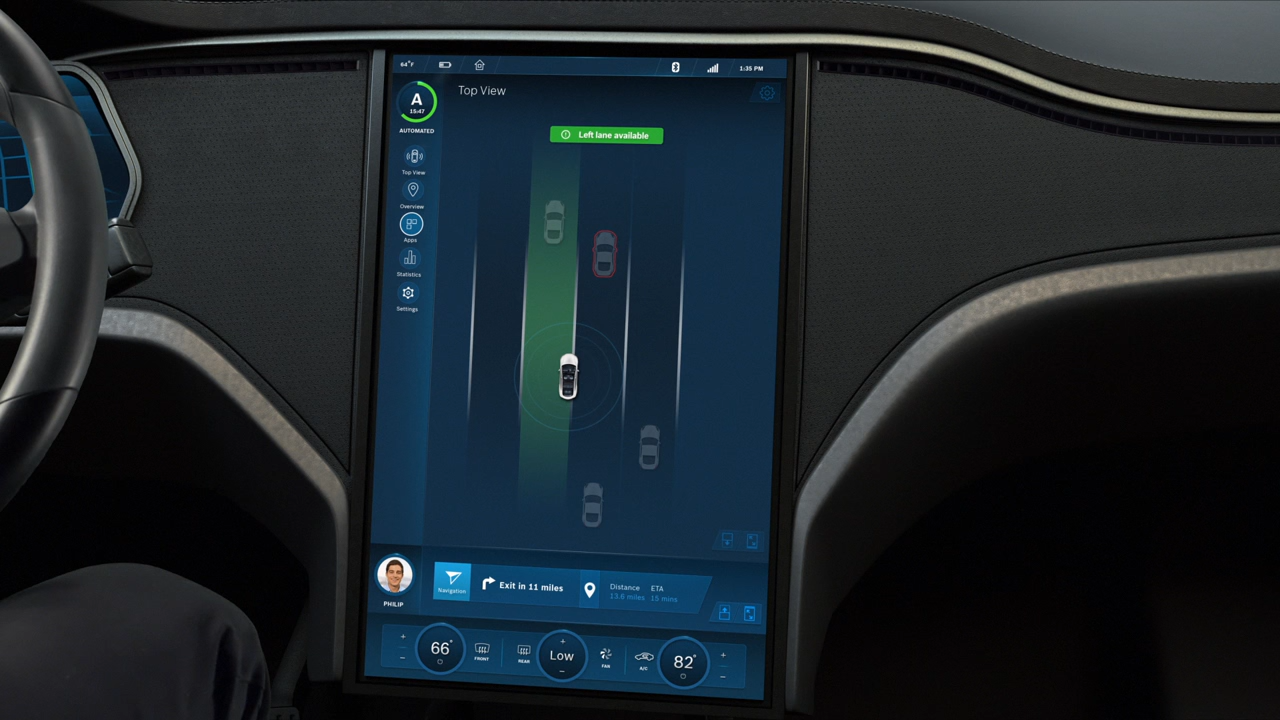 64°F
1:35 PM
A
15:47
AUTOMATED
Top View
Left lane available
Top View
Overview
Apps
Statistics
Settings
PHILIP
Navigation
Exit in 11 miles
Distance
ETA
13.6 miles
15 mins
66°
FRONT
REAR
Low
FAN
A/C
82°